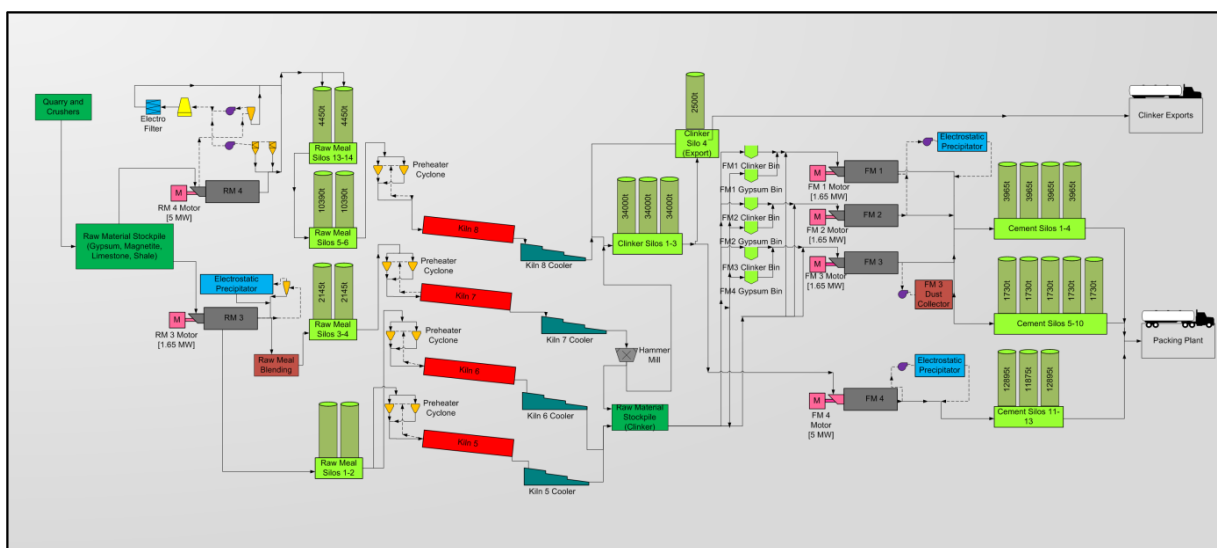 Quarry and
Crushers
Electro
Filter
4450t
4450t
Raw Meal
Silos 13-14
M
RM 4
RM 4 Motor
[5 MW]
10390t
10390t
Raw Meal
Silos 5-6
Raw Material Stockpile
(Gypsum, Magnetite,
Limestone, Shale)
Electrostatic
Precipitator
M
RM 3
RM 3 Motor
[1.65 MW]
Raw Meal
Blending
2145t
2145t
Raw Meal
Silos 3-4
Raw Meal
Silos 1-2
Preheater
Cyclone
Kiln 8
Kiln 8 Cooler
Preheater
Cyclone
Kiln 7
Kiln 7 Cooler
Preheater
Cyclone
Kiln 6
Kiln 6 Cooler
Preheater
Cyclone
Kiln 5
Kiln 5 Cooler
Hammer
Mill
Raw Material
Stockpile
(Clinker)
34000t
34000t
34000t
Clinker Silos 1-3
2500t
Clinker
Silo 4
(Export)
FM1 Clinker Bin
FM1 Gypsum Bin
FM2 Clinker Bin
FM2 Gypsum Bin
FM3 Clinker Bin
FM4 Gypsum Bin
M
FM 1
FM 1 Motor
[1.65 MW]
M
FM 2
FM 2 Motor
[1.65 MW]
M
FM 3
FM 3 Motor
[1.65 MW]
Electrostatic
Precipitator
FM 3
Dust
Collector
M
FM 4
FM 4
Motor
[5 MW]
Electrostatic
Precipitator
3965t
3965t
3965t
3965t
Cement Silos 1-4
1730t
1730t
1730t
1730t
1730t
Cement Silos 5-10
12895t
11875t
12895t
Cement Silos 11-
13
Clinker Exports
Packing Plant